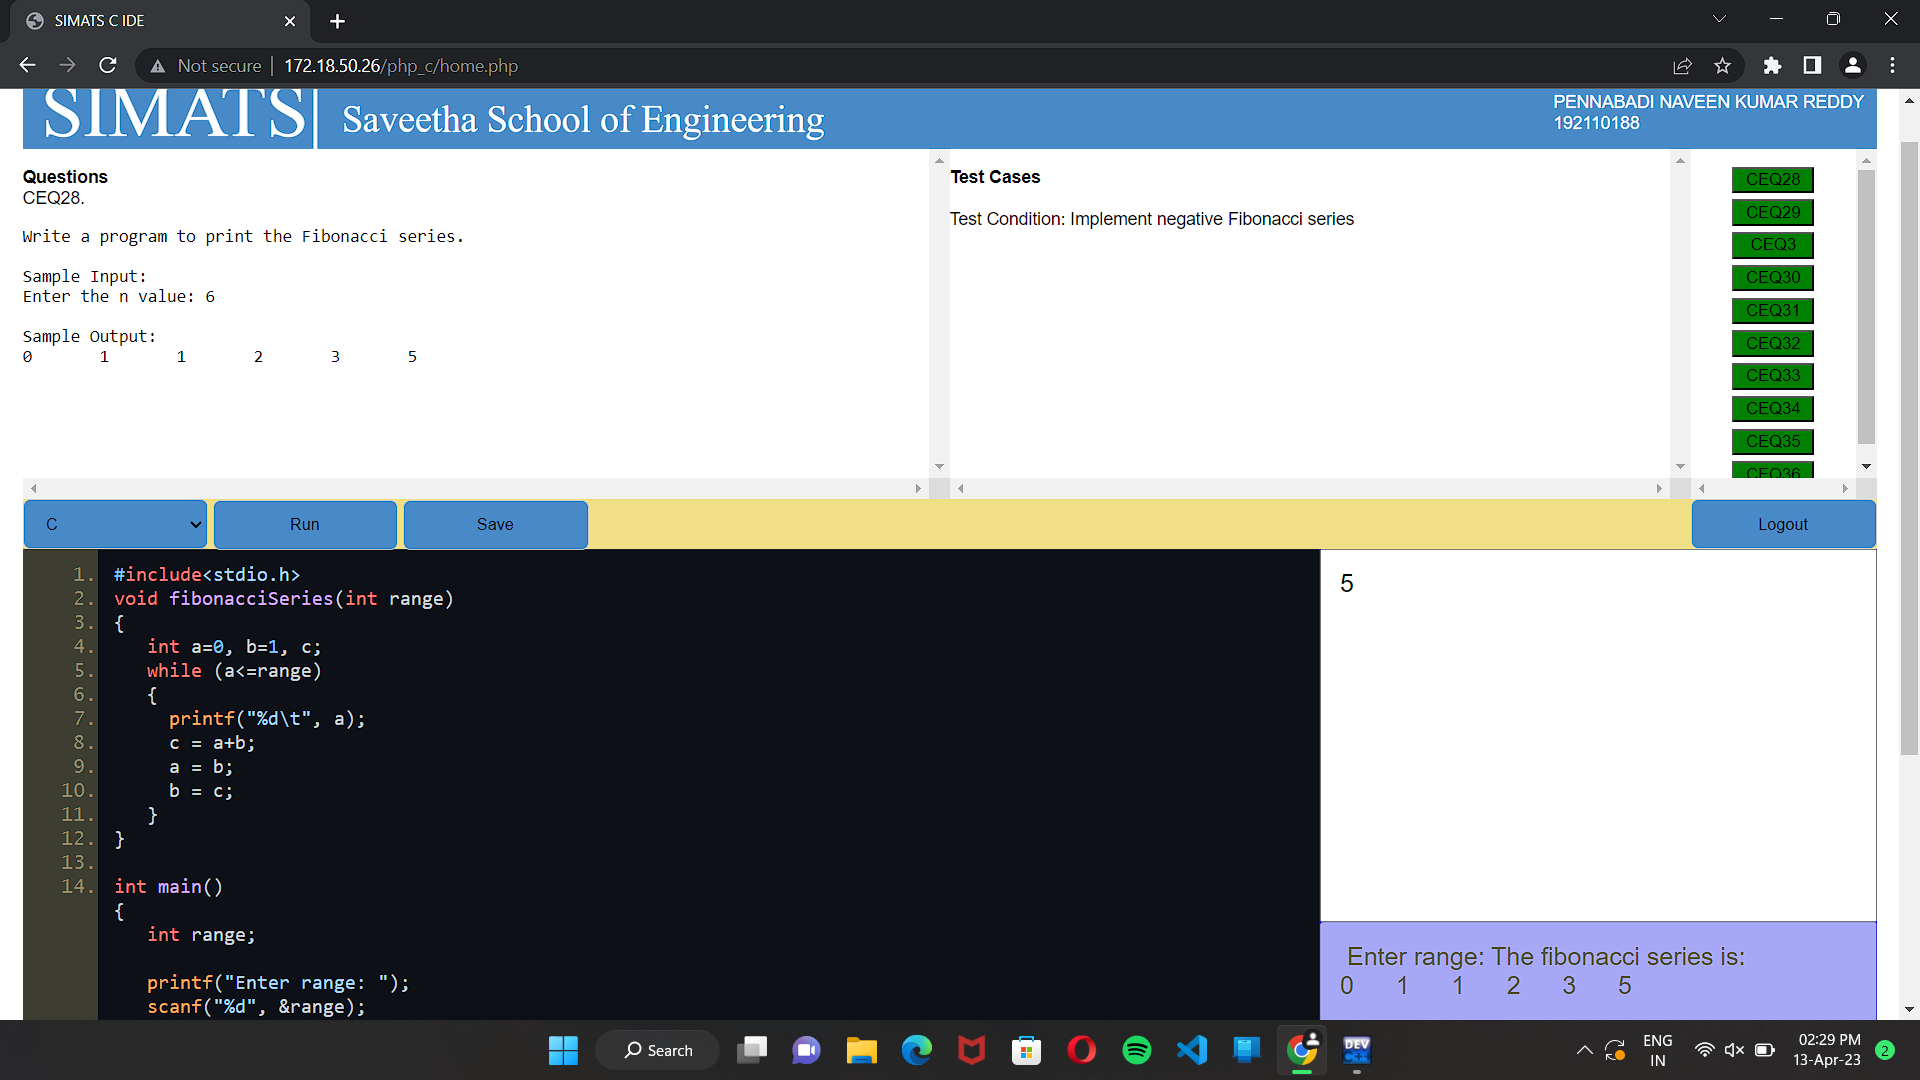 SIMATS C IDE
Not secure | 172.18.50.26/php_c/home.php
SIMATS
Saveetha School of Engineering
PENNABADI NAVEEN KUMAR REDDY
192110188
Questions
CEQ28.
Write a program to print the Fibonacci series.
Sample Input:
Enter the n value: 6
Sample Output:
0 1 1 2 3 5
Test Cases
Test Condition: Implement negative Fibonacci series
CEQ28
CEQ29
CEQ3
CEQ30
CEQ31
CEQ32
CEQ33
CEQ34
CEQ35
CEQ36
C
Run
Save
Logout
1. #include<stdio.h>
2. void fibonacciSeries(int range)
3. {
4. int a=0, b=1, c;
5. while (a<=range)
6. {
7. printf("%d\t", a);
8. c = a+b;
9. a = b;
10. b = c;
11. }
12. }
13.
14. int main()
{
int range;
printf("Enter range: ");
scanf("%d", &range);
5
Enter range: The fibonacci series is:
0 1 1 2 3 5
Search
DEV
C++
ENG
IN
02:29 PM
13-Apr-23
2